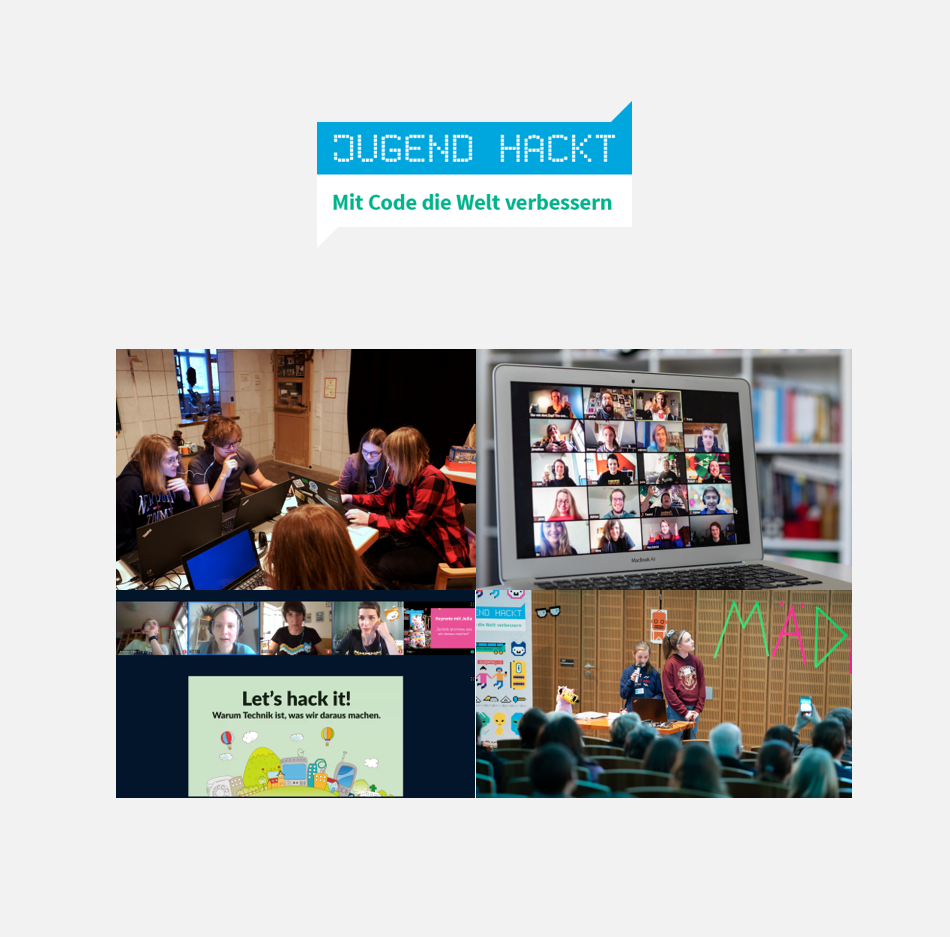 JUGEND HACKT
Mit Code die Welt verbessern
MacBook Air
Keynote mit Julia
Let's hack it!
Warum Technik ist, was wir daraus machen.
END HACKT
die Welt verbessern
MÄD